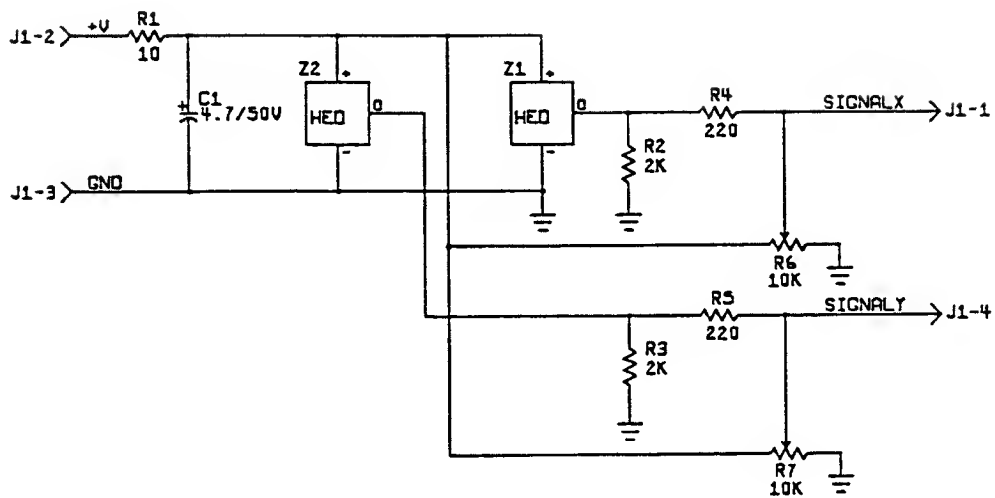 J1-2
+V
R1
10
C1
+
4.7/50V
Z2
+
HED
O
-
Z1
+
HED
O
-
R4
220
SIGNALX
J1-1
R2
2K
J1-3
GND
R6
10K
R5
220
SIGNALY
J1-4
R3
2K
R7
10K